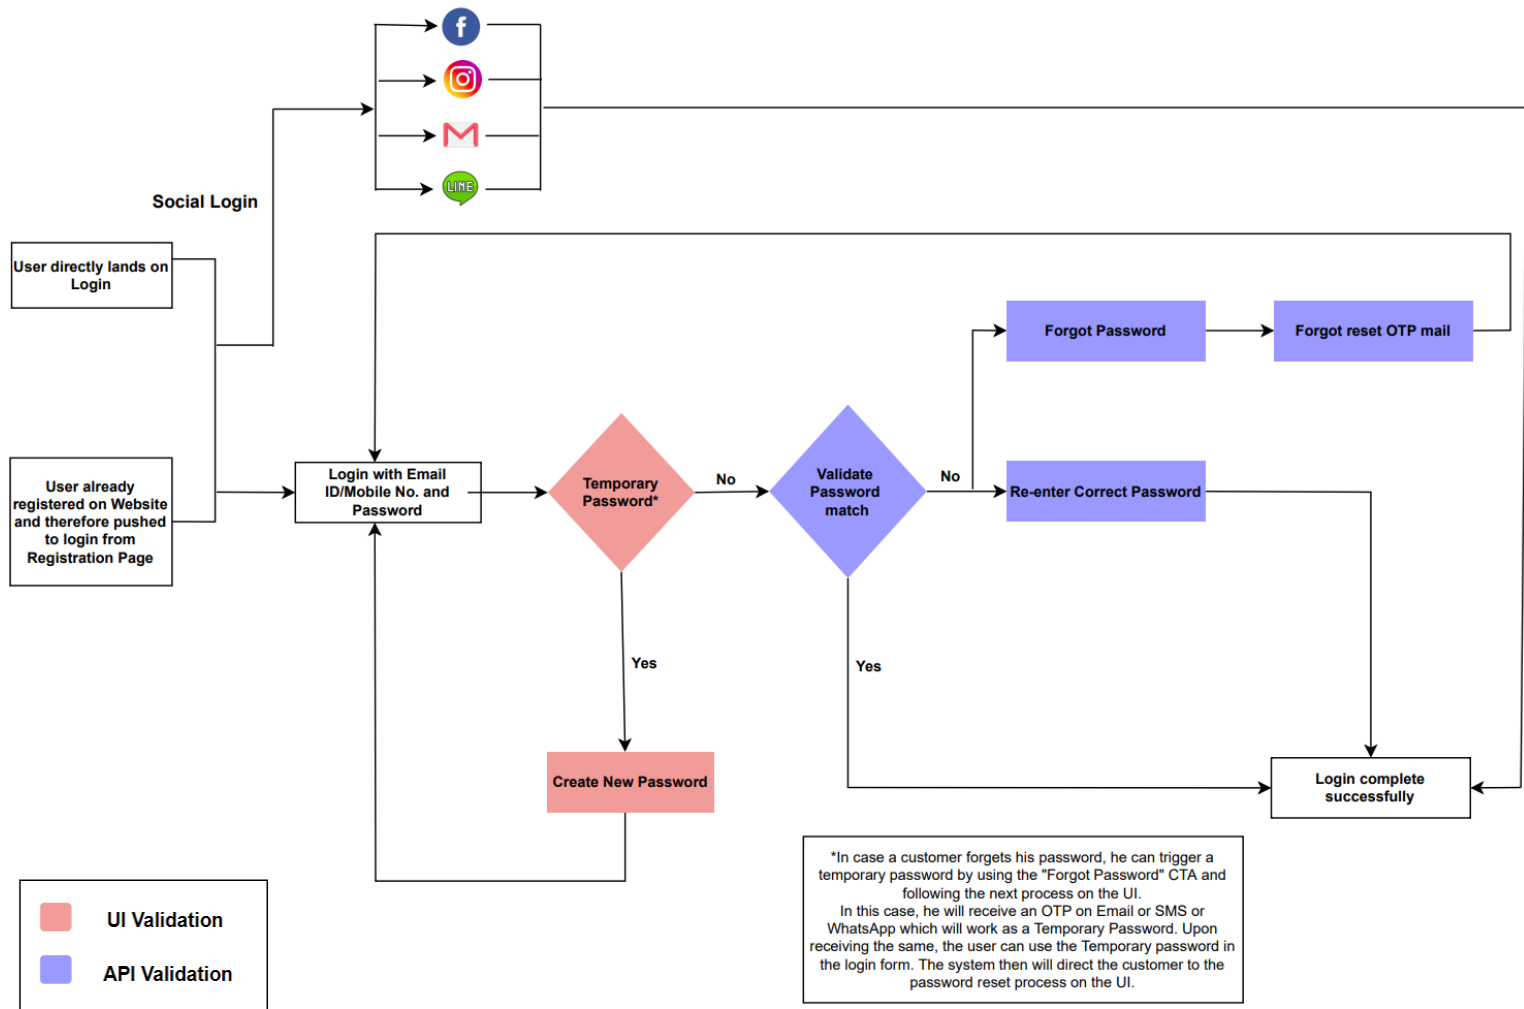 LINE
Social Login
User directly lands on
Login
Forgot Password
Forgot reset OTP mail
User already
registered on Website
and therefore pushed
to login from
Registration Page
Login with Email
ID/Mobile No. and
Password
Temporary
Password*
No
Validate
Password
match
No
Re-enter Correct Password
Yes
Yes
Create New Password
Login complete
successfully
*In case a customer forgets his password, he can trigger a
temporary password by using the "Forgot Password" CTA and
following the next process on the UI.
In this case, he will receive an OTP on Email or SMS or
WhatsApp which will work as a Temporary Password. Upon
receiving the same, the user can use the Temporary password in
the login form. The system then will direct the customer to the
password reset process on the UI.
UI Validation
API Validation